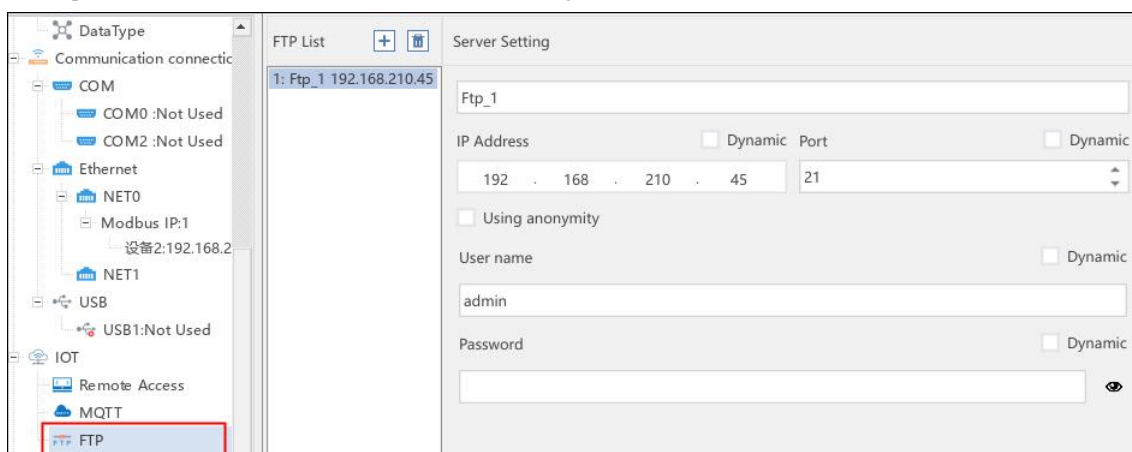 DataType
Communication connectic
COM
COM0 :Not Used
COM2 :Not Used
Ethernet
NET0
Modbus IP:1
设备2:192.168.2
NET1
USB
USB1:Not Used
IOT
Remote Access
MQTT
FTP FTP
FTP List
1: Ftp_1 192.168.210.45
Server Setting
Ftp_1
IP Address Dynamic Port Dynamic
192 . 168 . 210 . 45 21
Using anonymity
User name Dynamic
admin
Password Dynamic